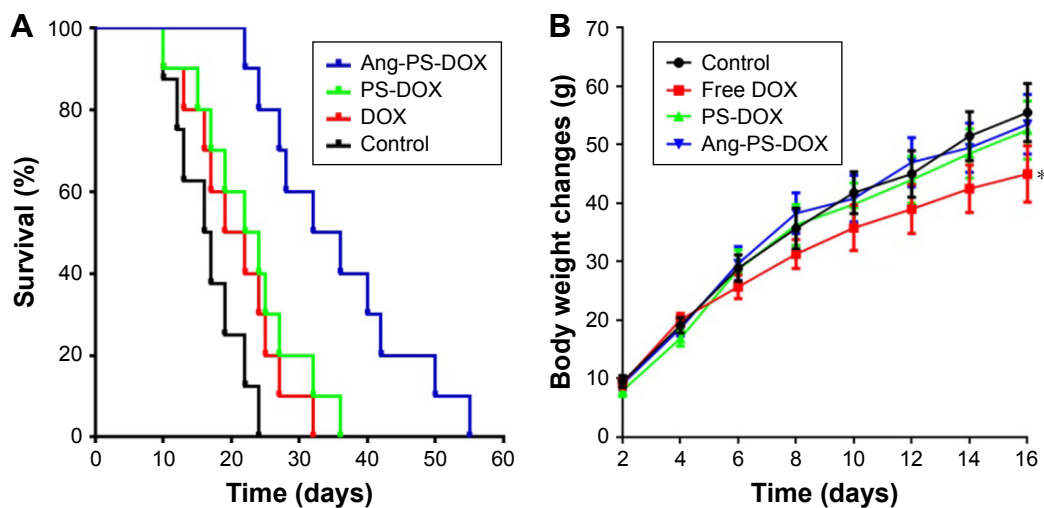 A
Survival (%)
100
80
60
40
20
0
0 10 20 30 40 50 60
Time (days)
Ang-PS-DOX
PS-DOX
DOX
Control
B
Body weight changes (g)
70
60
50
40
30
20
10
0
2 4 6 8 10 12 14 16
Time (days)
Control
Free DOX
PS-DOX
Ang-PS-DOX
*